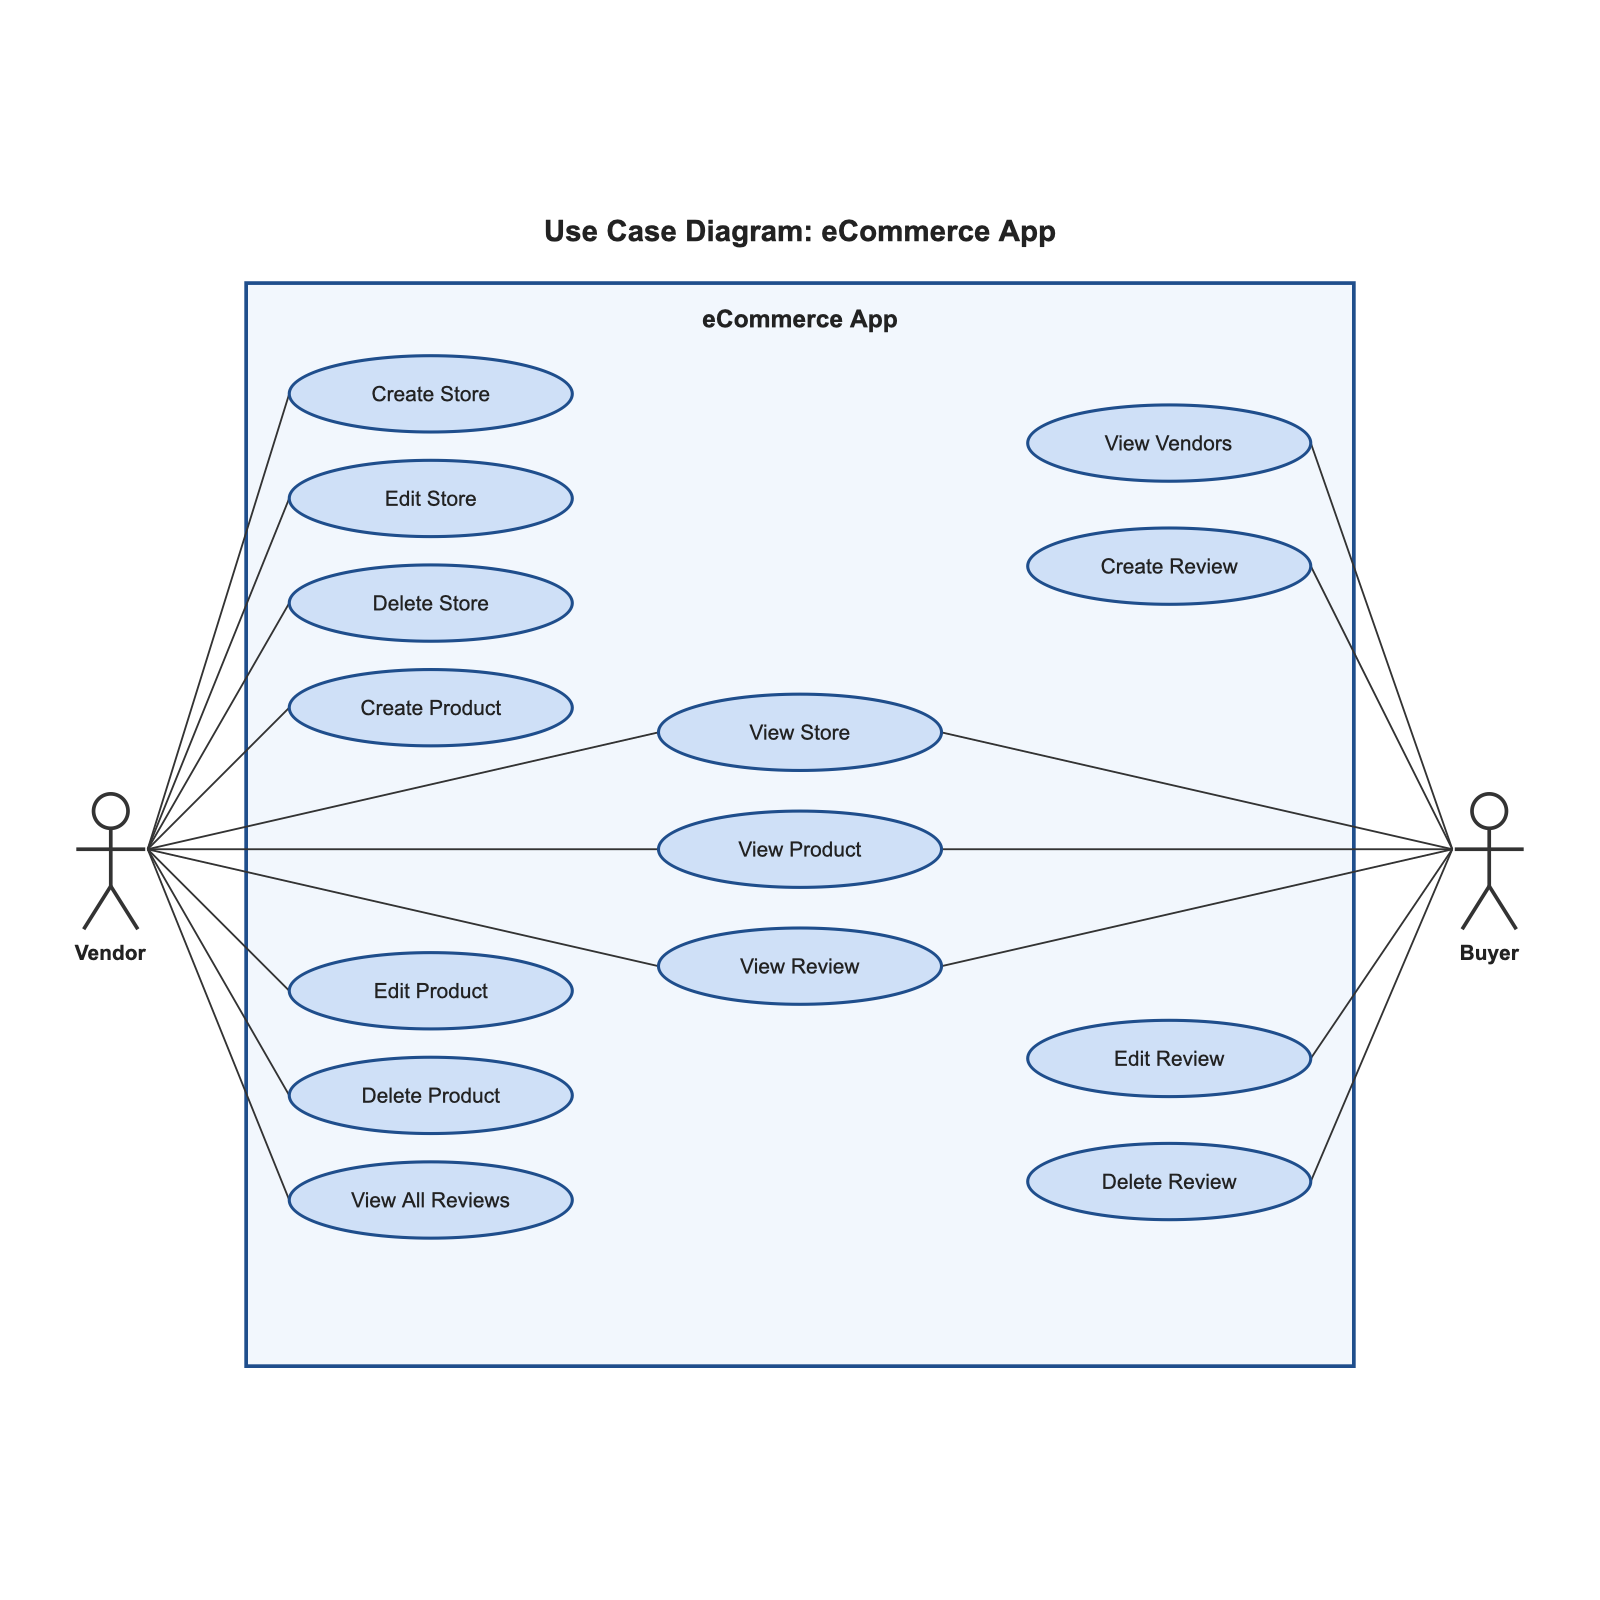 Use Case Diagram: eCommerce App
eCommerce App
Create Store
View Vendors
Edit Store
Create Review
Delete Store
Create Product
View Store
View Product
Vendor
Buyer
View Review
Edit Product
Edit Review
Delete Product
Delete Review
View All Reviews